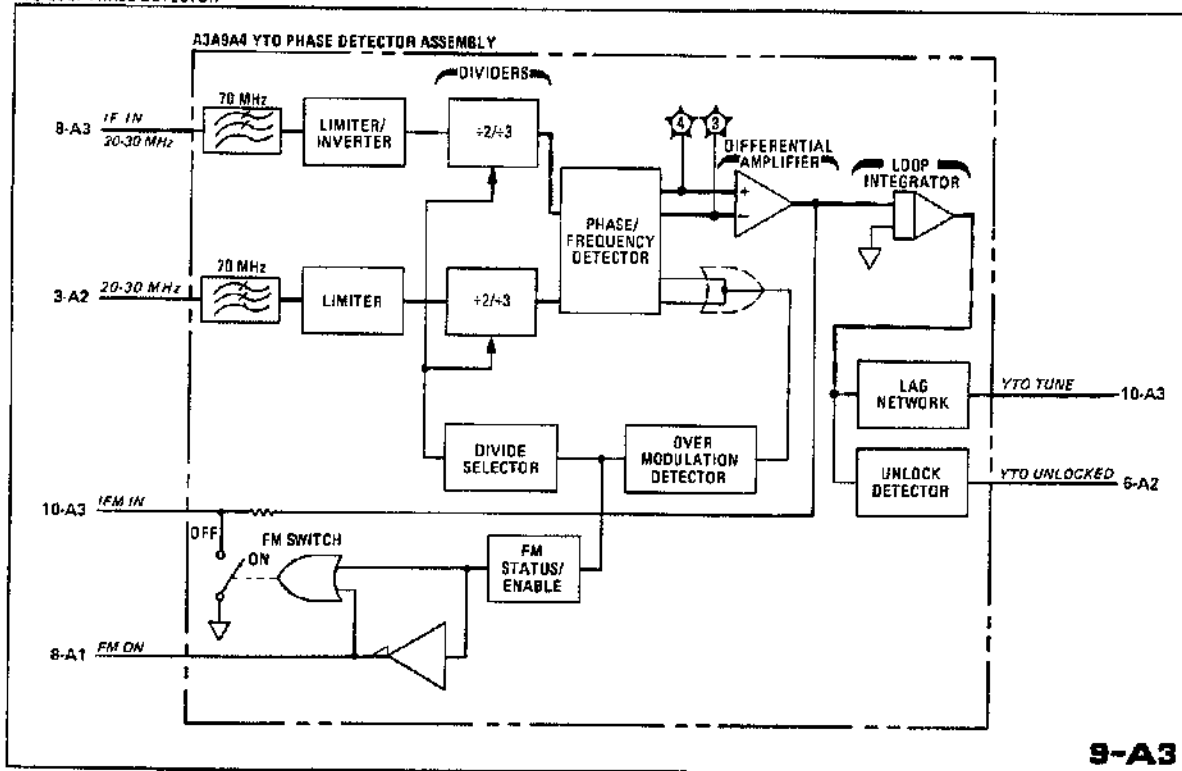 A3A9A4 YTO PHASE DETECTOR ASSEMBLY
DIVIDERS
70 MHz
8-A3
IF IN
20-30 MHz
LIMITER/
INVERTER
÷2/÷3
4
3
DIFFERENTIAL
AMPLIFIER
LOOP
INTEGRATOR
+
−
PHASE/
FREQUENCY
DETECTOR
70 MHz
3-A2
20-30 MHz
LIMITER
÷2/÷3
LAG
NETWORK
YTO TUNE
10-A3
DIVIDE
SELECTOR
OVER
MODULATION
DETECTOR
UNLOCK
DETECTOR
YTO UNLOCKED
6-A2
10-A3
IFM IN
OFF
ON
FM SWITCH
FM
STATUS/
ENABLE
8-A1
FM ON
9-A3